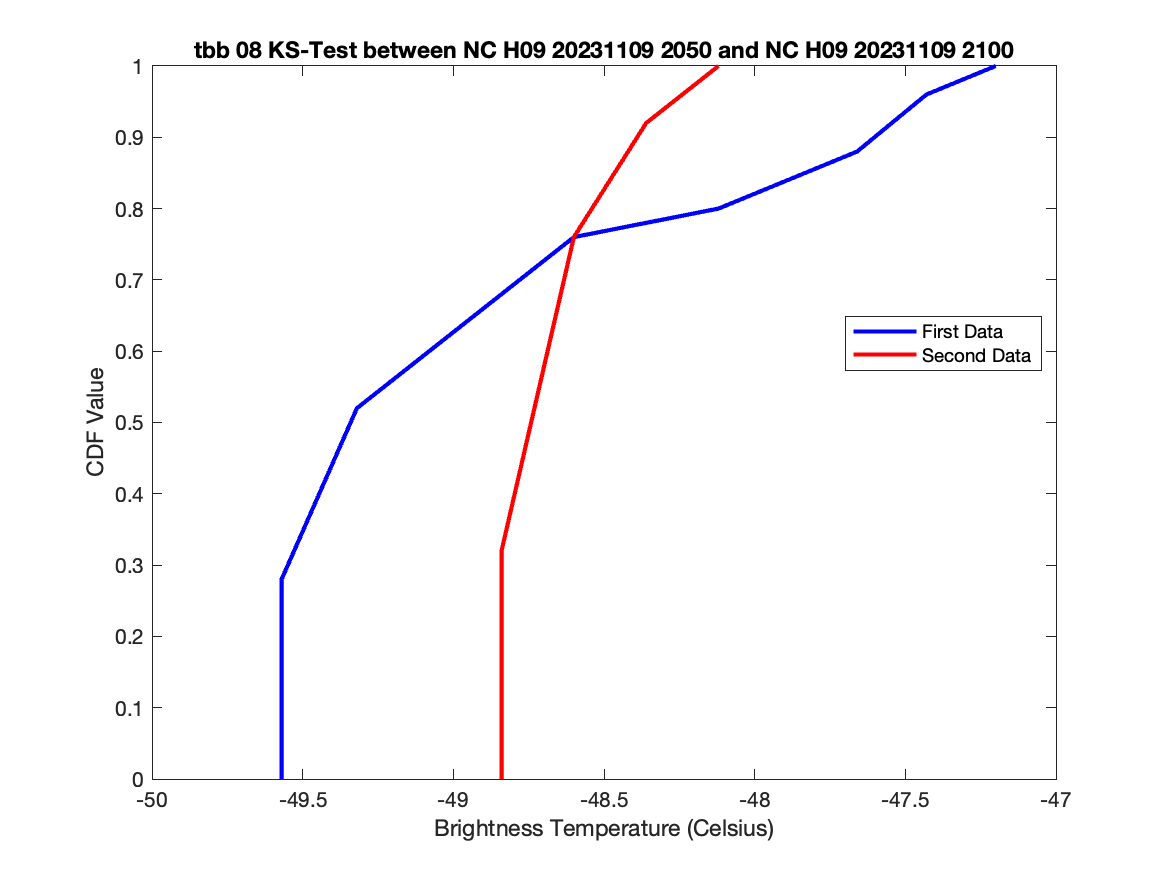 tbb 08 KS-Test between NC H09 20231109 2050 and NC H09 20231109 2100
1
0.9
0.8
0.7
0.6
0.5
0.4
0.3
0.2
0.1
0
CDF Value
First Data
Second Data
-50 -49.5 -49 -48.5 -48 -47.5 -47
Brightness Temperature (Celsius)